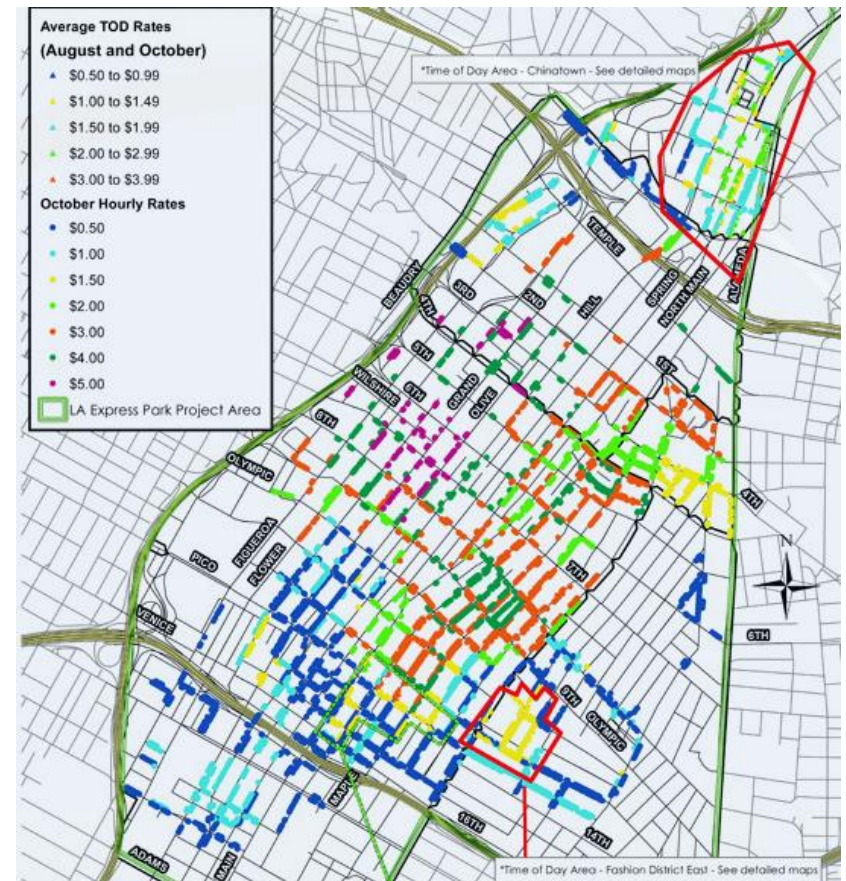 Average TOD Rates
(August and October)
$0.50 to $0.99
$1.00 to $1.49
$1.50 to $1.99
$2.00 to $2.99
$3.00 to $3.99
October Hourly Rates
$0.50
$1.00
$1.50
$2.00
$3.00
$4.00
$5.00
LA Express Park Project Area
*Time of Day Area - Chinatown - See detailed maps
TEMPLE
BEAUDRY
3RD
2ND
HILL
SPRING
NORTH MAIN
ALAMEDA
4TH
5TH
WILSHIRE
6TH
GRAND
OLIVE
1ST
8TH
OLYMPIC
4TH
N
FIGUEROA
FLOWER
PICO
7TH
VENICE
6TH
9TH
OLYMPIC
MAPLE
16TH
14TH
ADAMS
MAIN
*Time of Day Area - Fashion District East - See detailed maps